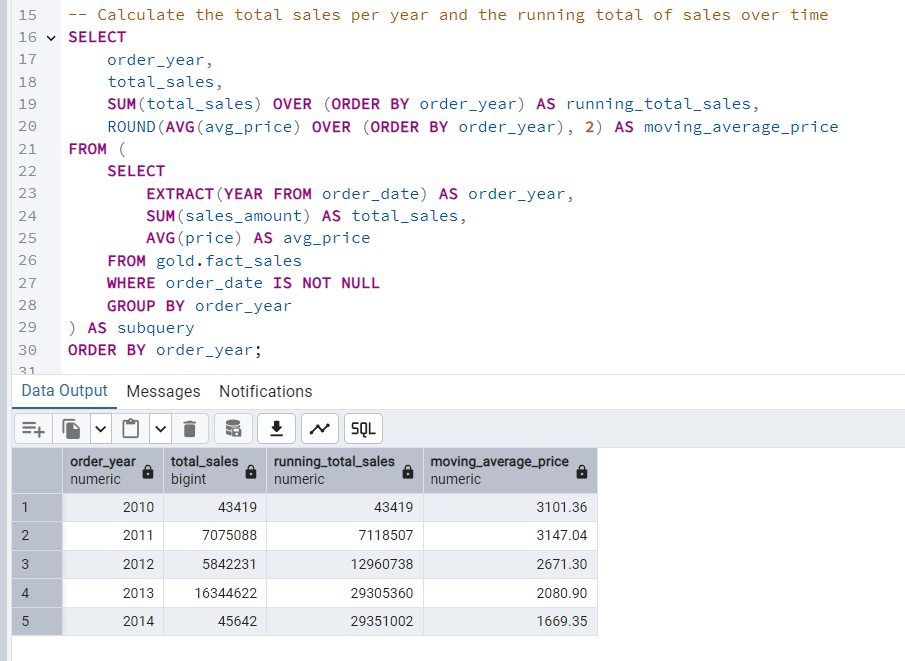 15 -- Calculate the total sales per year and the running total of sales over time
16 SELECT
17 order_year,
18 total_sales,
19 SUM(total_sales) OVER (ORDER BY order_year) AS running_total_sales,
20 ROUND(AVG(avg_price) OVER (ORDER BY order_year), 2) AS moving_average_price
21 FROM (
22 SELECT
23 EXTRACT(YEAR FROM order_date) AS order_year,
24 SUM(sales_amount) AS total_sales,
25 AVG(price) AS avg_price
26 FROM gold.fact_sales
27 WHERE order_date IS NOT NULL
28 GROUP BY order_year
29 ) AS subquery
30 ORDER BY order_year;
31
Data Output Messages Notifications
SQL
order_year total_sales running_total_sales moving_average_price
numeric bigint numeric numeric
1 2010 43419 43419 3101.36
2 2011 7075088 7118507 3147.04
3 2012 5842231 12960738 2671.30
4 2013 16344622 29305360 2080.90
5 2014 45642 29351002 1669.35